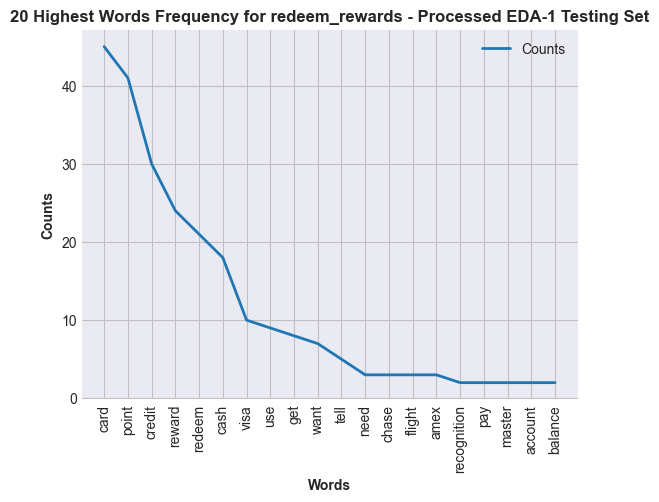 20 Highest Words Frequency for redeem_rewards - Processed EDA-1 Testing Set
Counts
40
30
20
10
0
Counts
card
point
credit
reward
redeem
cash
visa
use
get
want
tell
need
chase
flight
amex
recognition
pay
master
account
balance
Words